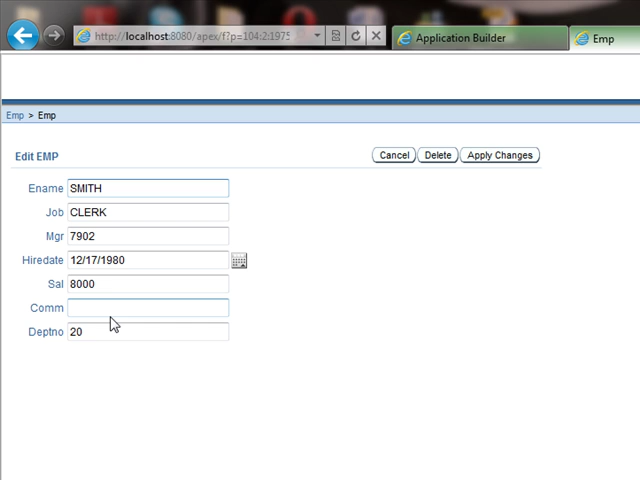 http://localhost:8080/apex/f?p=104:2:1975
Application Builder
Emp
Emp > Emp
Edit EMP
Cancel
Delete
Apply Changes
Ename SMITH
Job CLERK
Mgr 7902
Hiredate 12/17/1980
Sal 8000
Comm
Deptno 20